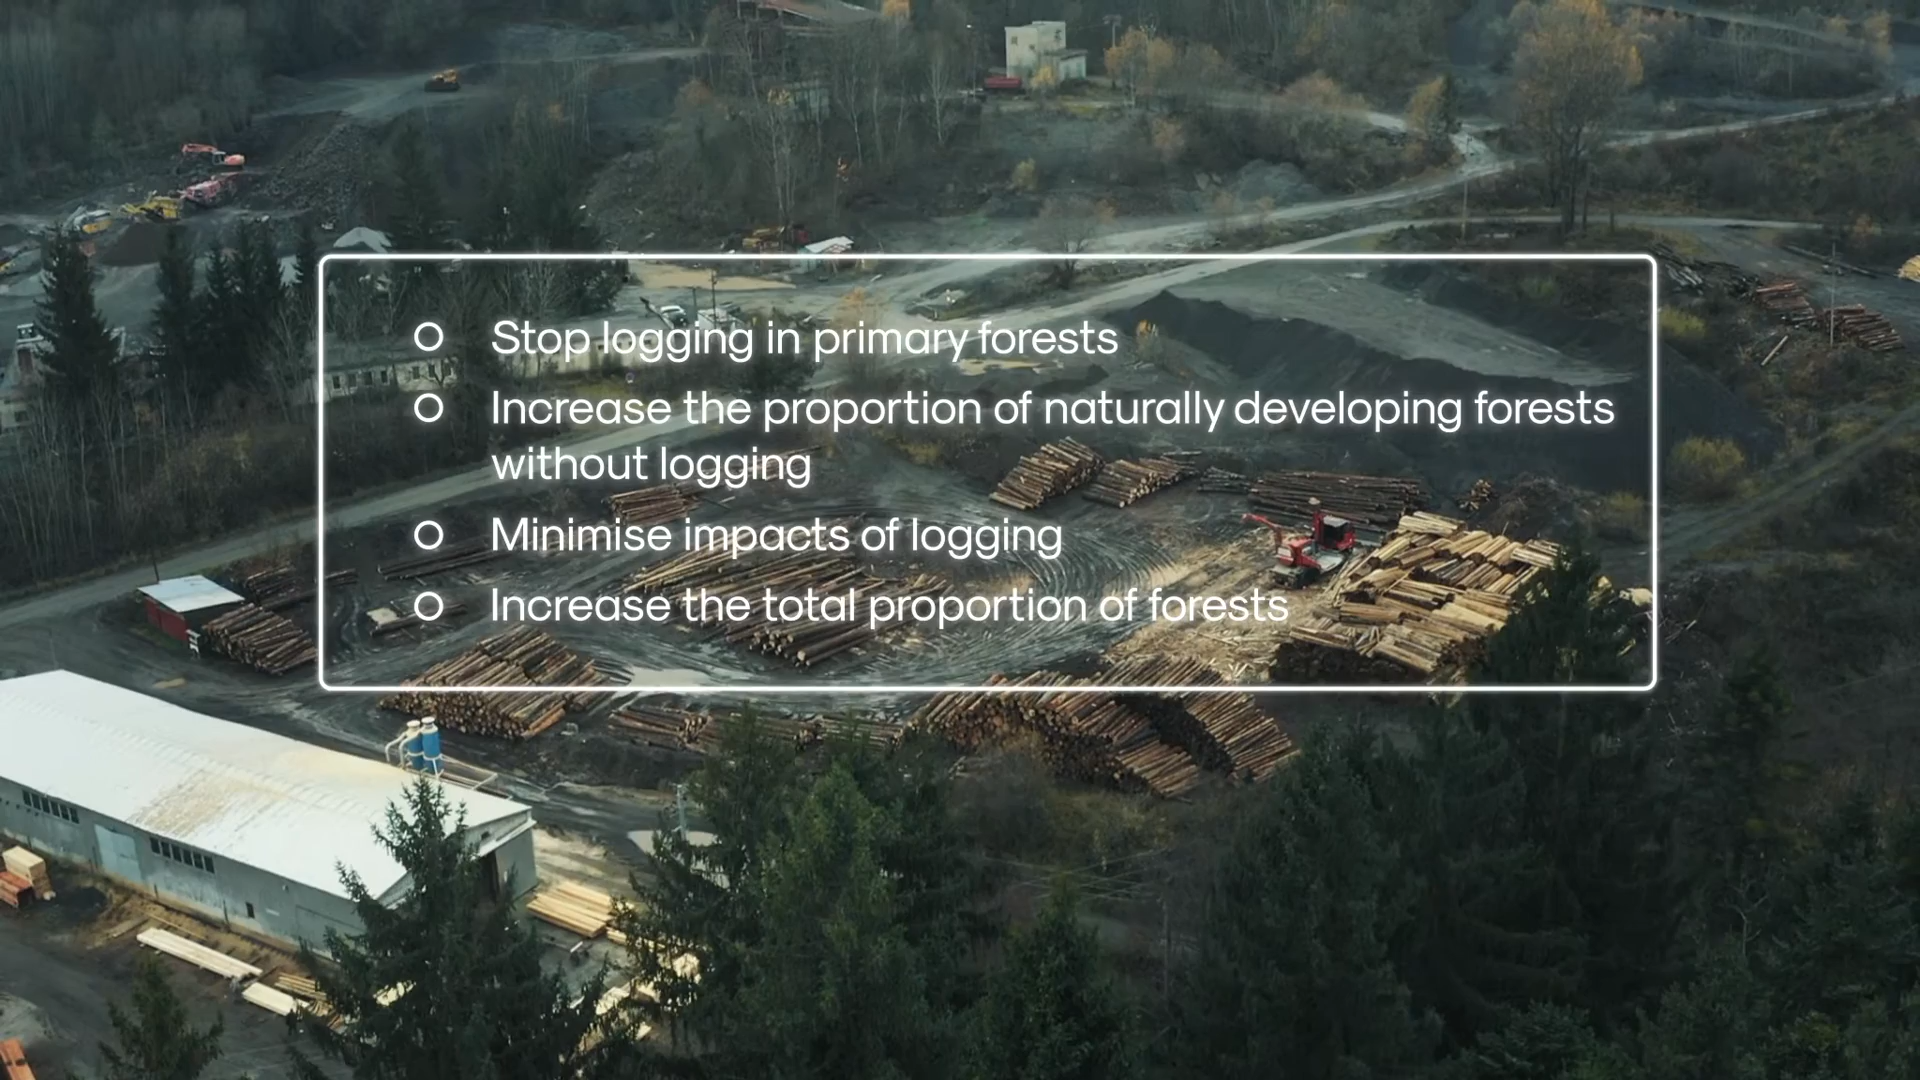 Stop logging in primary forests
Increase the proportion of naturally developing forests
without logging
Minimise impacts of logging
Increase the total proportion of forests